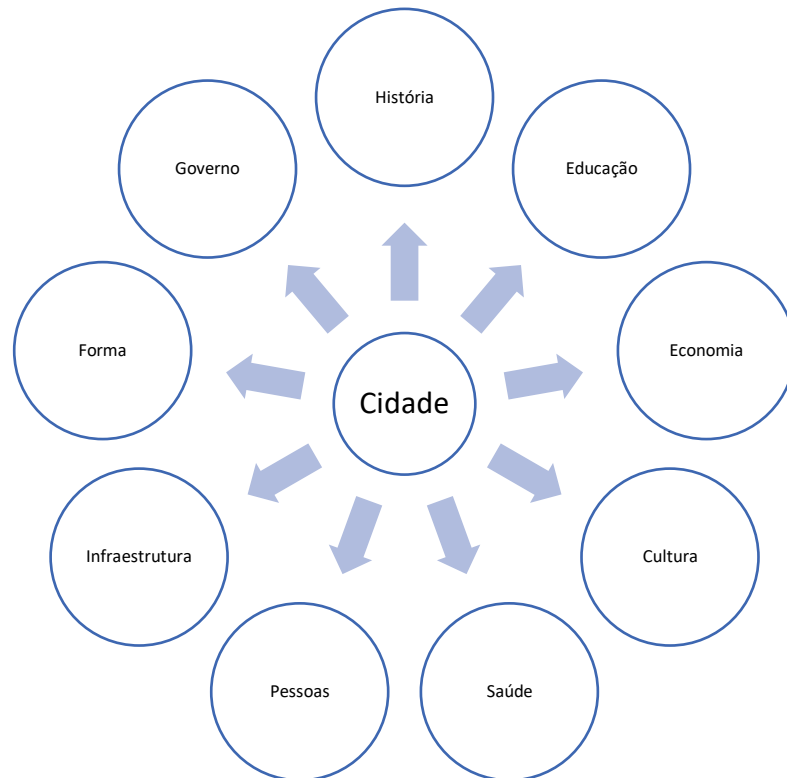 História
Governo
Educação
Forma
Economia
Cidade
Infraestrutura
Cultura
Pessoas
Saúde